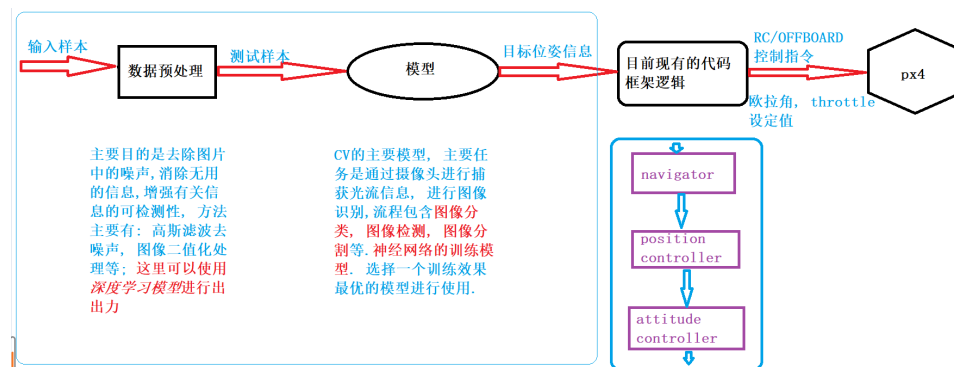 输入样本
数据预处理
测试样本
模型
目标位姿信息
目前现有的代码
框架逻辑
RC/OFFBOARD
控制指令
欧拉角, throttle
设定值
px4
主要目的是去除图片
中的噪声,消除无用
的信息,增强有关信
息的可检测性, 方法
主要有: 高斯滤波去
噪声, 图像二值化处
理等; 这里可以使用
深度学习模型进行出
出力
CV的主要模型, 主要任
务是通过摄像头进行捕
获光流信息, 进行图像
识别,流程包含图像分
类, 图像检测, 图像分
割等.神经网络的训练模
型. 选择一个训练效果
最优的模型进行使用.
navigator
position
controller
attitude
controller